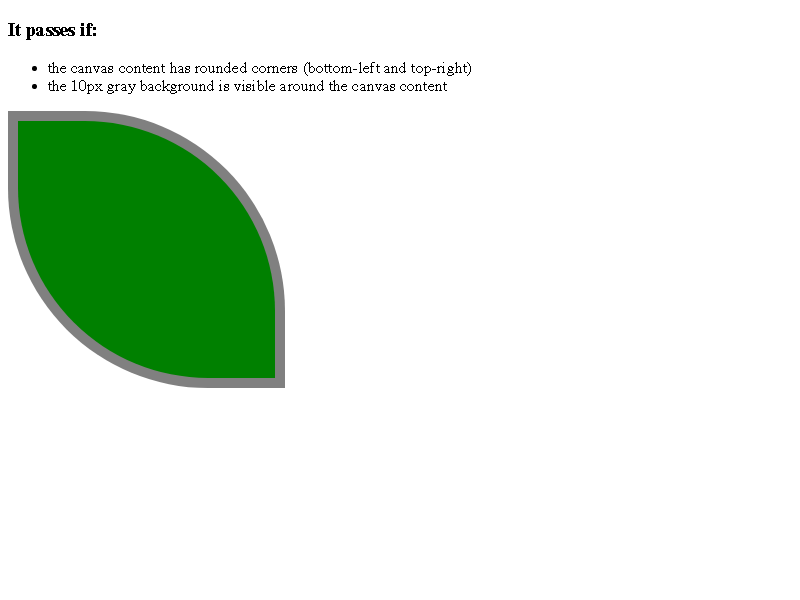 It passes if:
the canvas content has rounded corners (bottom-left and top-right)
the 10px gray background is visible around the canvas content